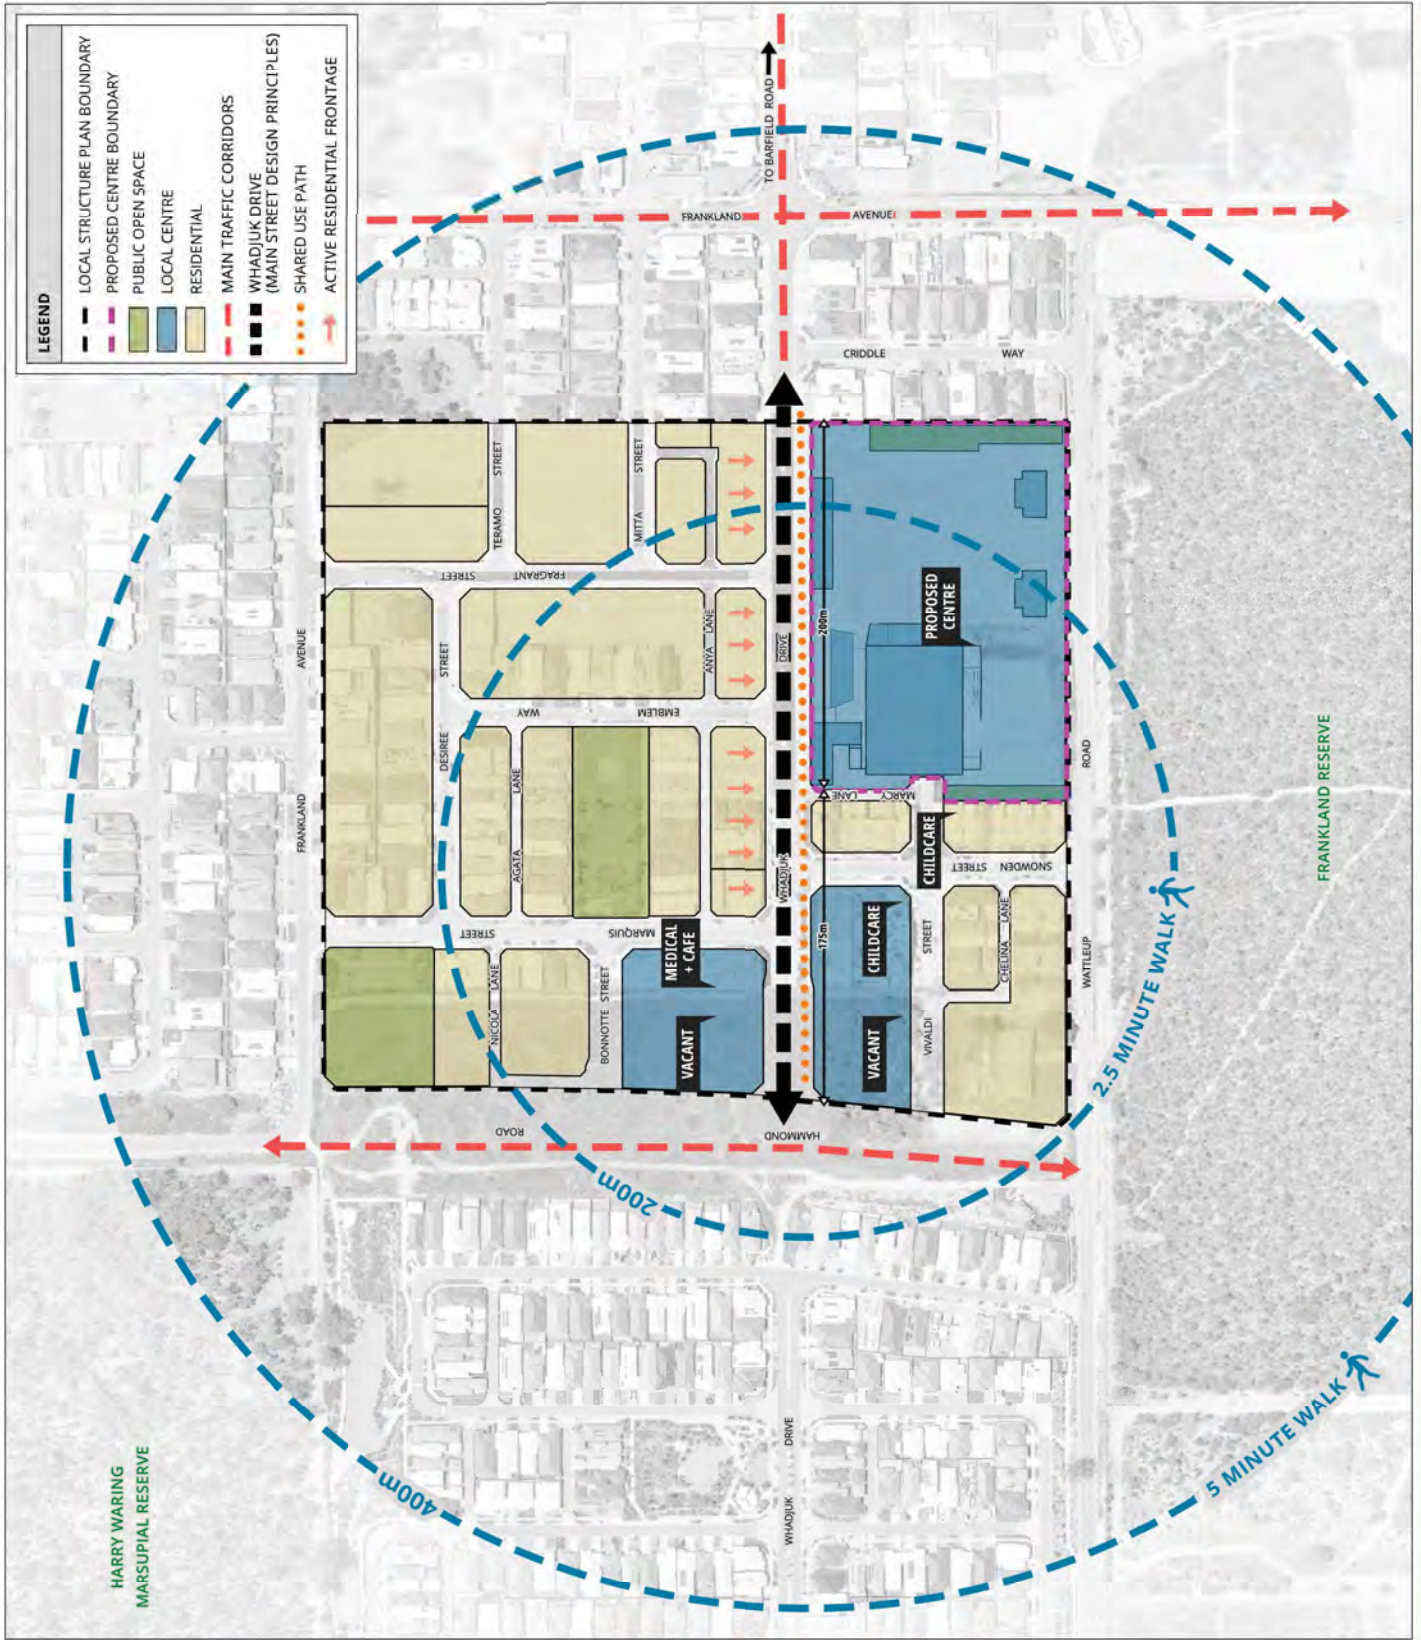 LEGEND
LOCAL STRUCTURE PLAN BOUNDARY
PROPOSED CENTRE BOUNDARY
PUBLIC OPEN SPACE
LOCAL CENTRE
RESIDENTIAL
MAIN TRAFFIC CORRIDORS
WHADJUK DRIVE
(MAIN STREET DESIGN PRINCIPLES)
SHARED USE PATH
ACTIVE RESIDENTIAL FRONTAGE
HARRY WARING
MARSUPIAL RESERVE
FRANKLAND AVENUE
400m
200m
HAMMOND ROAD
NICOLA LANE
BONNOTTE STREET
MARQUIS STREET
AGATA LANE
DESIREE STREET
EMBLEM WAY
ANYA LANE
FRAGRANT STREET
TERAMO STREET
MITTA STREET
MEDICAL
+ CAFE
VACANT
WHADJUK DRIVE
WHADJUK DRIVE
TO BARFIELD ROAD
FRANKLAND AVENUE
CRIDDLE WAY
175m
200m
VACANT
CHILDCARE
CHILDCARE
PROPOSED
CENTRE
MARCY LANE
SNOWDEN STREET
VIVALDI STREET
CHELINA LANE
WATTLEUP ROAD
2.5 MINUTE WALK
5 MINUTE WALK
FRANKLAND RESERVE